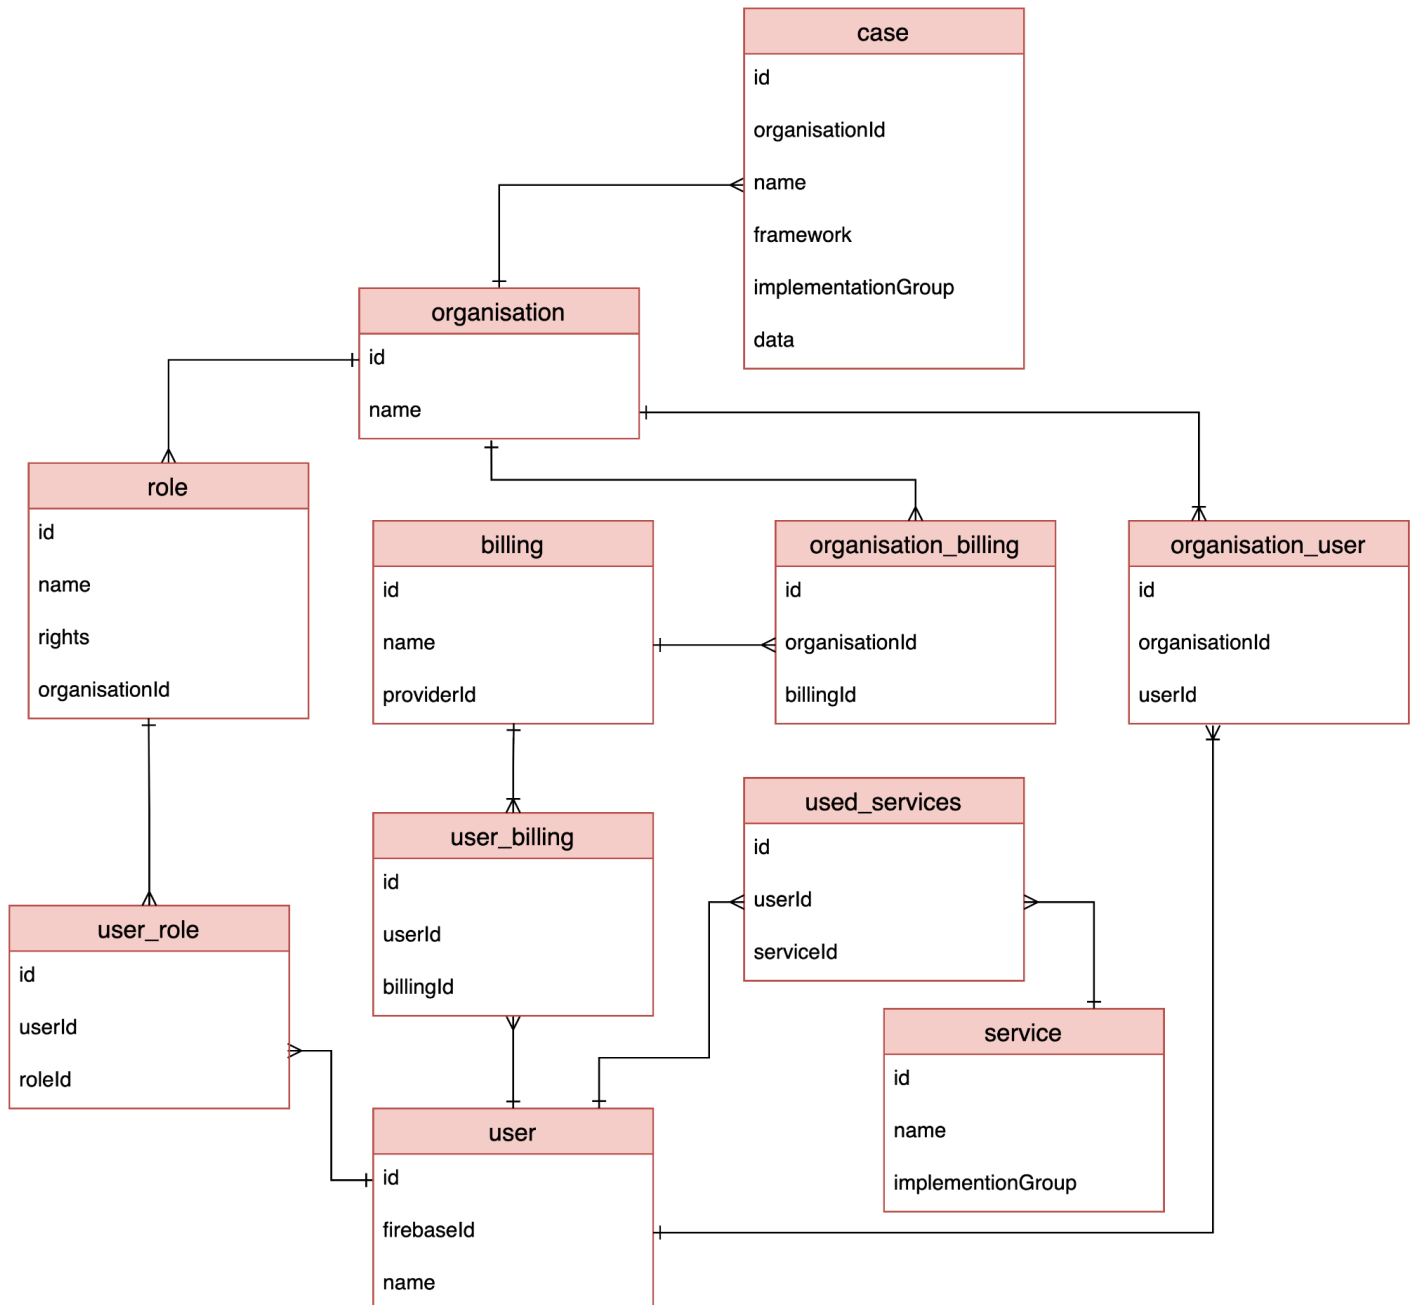 case
id
organisationId
name
framework
implementationGroup
data
organisation
id
name
role
id
name
rights
organisationId
billing
id
name
providerId
organisation_billing
id
organisationId
billingId
organisation_user
id
organisationId
userId
used_services
id
userId
serviceId
user_billing
id
userId
billingId
user_role
id
userId
roleId
service
id
name
implementionGroup
user
id
firebaseId
name